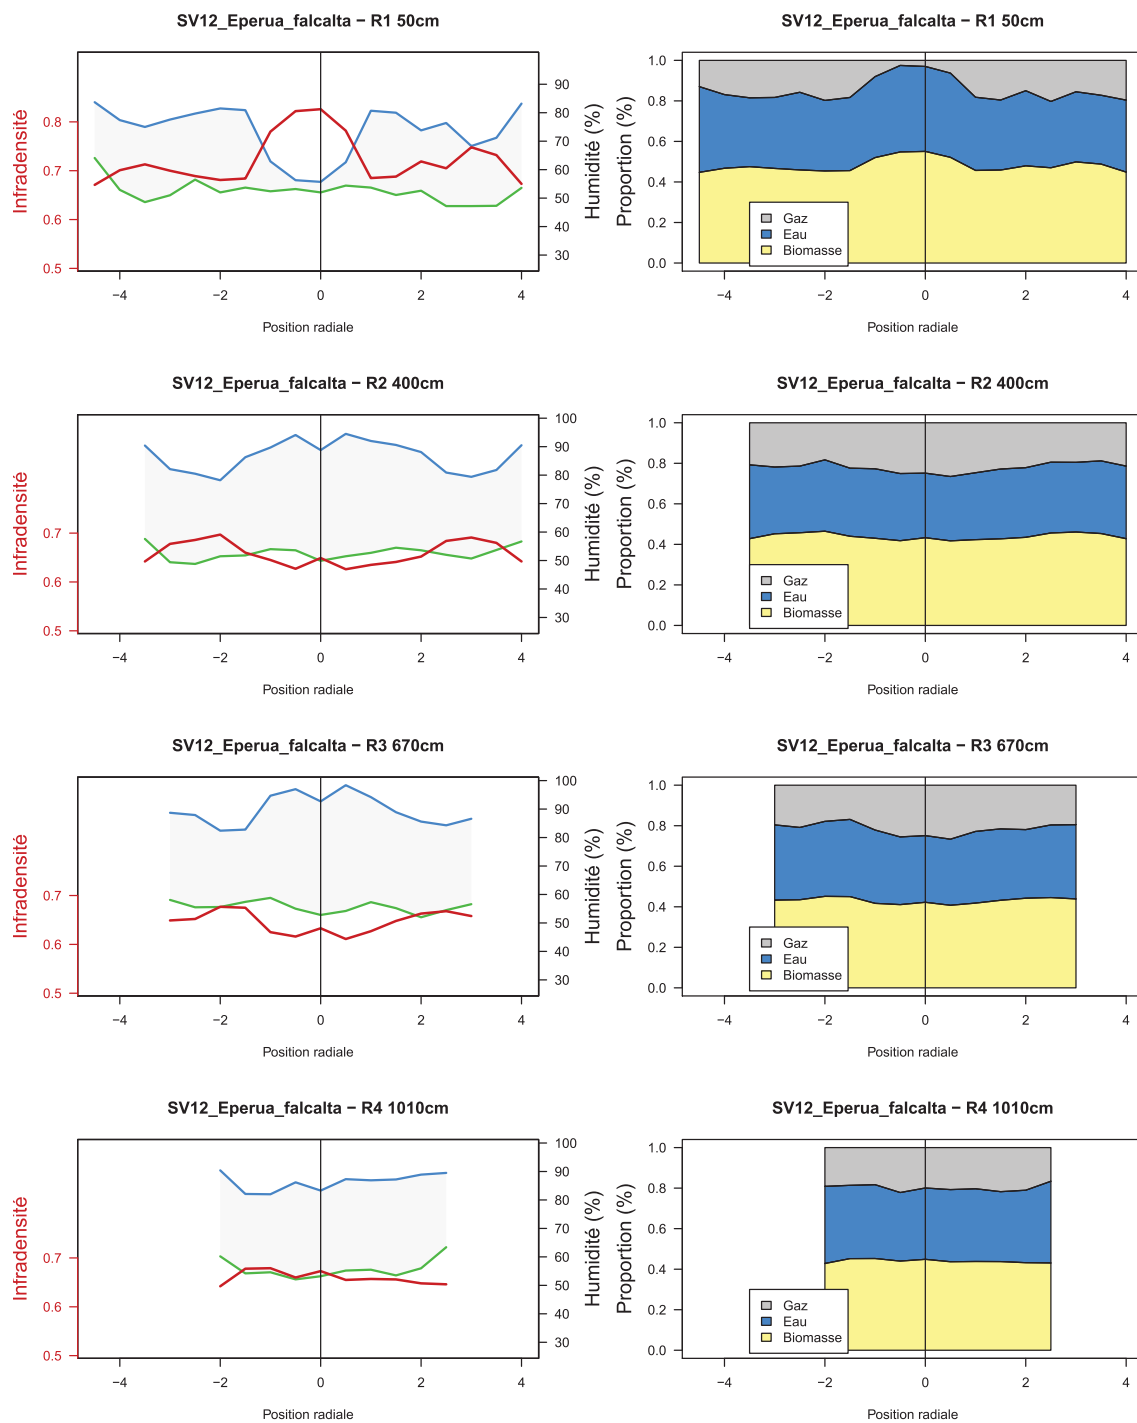 SV12_Eperua_falcalta − R1 50cm
Infradensité
0.8
0.7
0.6
0.5
90
80
70
60
50
40
30
Humidité (%)
−4 −2 0 2 4
Position radiale
SV12_Eperua_falcalta − R1 50cm
Proportion (%)
1.0
0.8
0.6
0.4
0.2
0.0
Gaz
Eau
Biomasse
−4 −2 0 2 4
Position radiale
SV12_Eperua_falcalta − R2 400cm
Infradensité
0.7
0.6
0.5
100
90
80
70
60
50
40
30
Humidité (%)
−4 −2 0 2 4
Position radiale
SV12_Eperua_falcalta − R2 400cm
Proportion (%)
1.0
0.8
0.6
0.4
0.2
0.0
Gaz
Eau
Biomasse
−4 −2 0 2 4
Position radiale
SV12_Eperua_falcalta − R3 670cm
Infradensité
0.7
0.6
0.5
100
90
80
70
60
50
40
30
Humidité (%)
−4 −2 0 2 4
Position radiale
SV12_Eperua_falcalta − R3 670cm
Proportion (%)
1.0
0.8
0.6
0.4
0.2
0.0
Gaz
Eau
Biomasse
−4 −2 0 2 4
Position radiale
SV12_Eperua_falcalta − R4 1010cm
Infradensité
0.7
0.6
0.5
100
90
80
70
60
50
40
30
Humidité (%)
−4 −2 0 2 4
Position radiale
SV12_Eperua_falcalta − R4 1010cm
Proportion (%)
1.0
0.8
0.6
0.4
0.2
0.0
Gaz
Eau
Biomasse
−4 −2 0 2 4
Position radiale